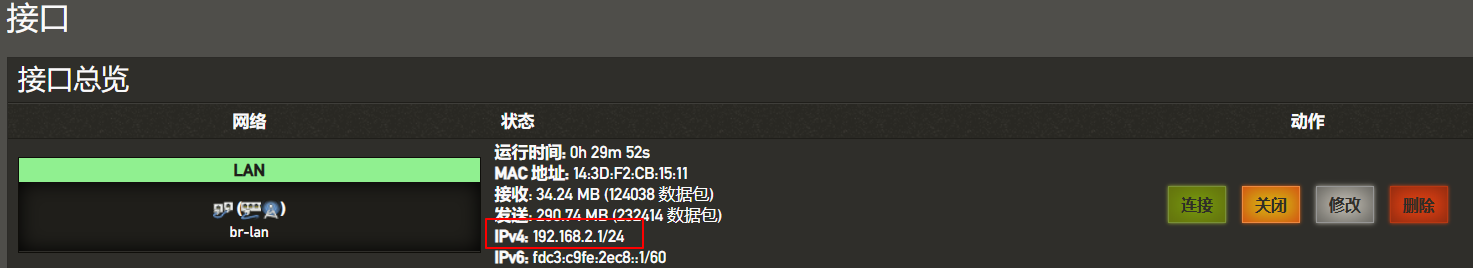 接口
接口总览
网络 状态 动作
LAN
br-lan
运行时间: 0h 29m 52s
MAC 地址: 14:3D:F2:CB:15:11
接收: 34.24 MB (124038 数据包)
发送: 290.74 MB (232414 数据包)
IPv4: 192.168.2.1/24
IPv6: fdc3:c9fe:2ec8::1/60
连接 关闭 修改 删除